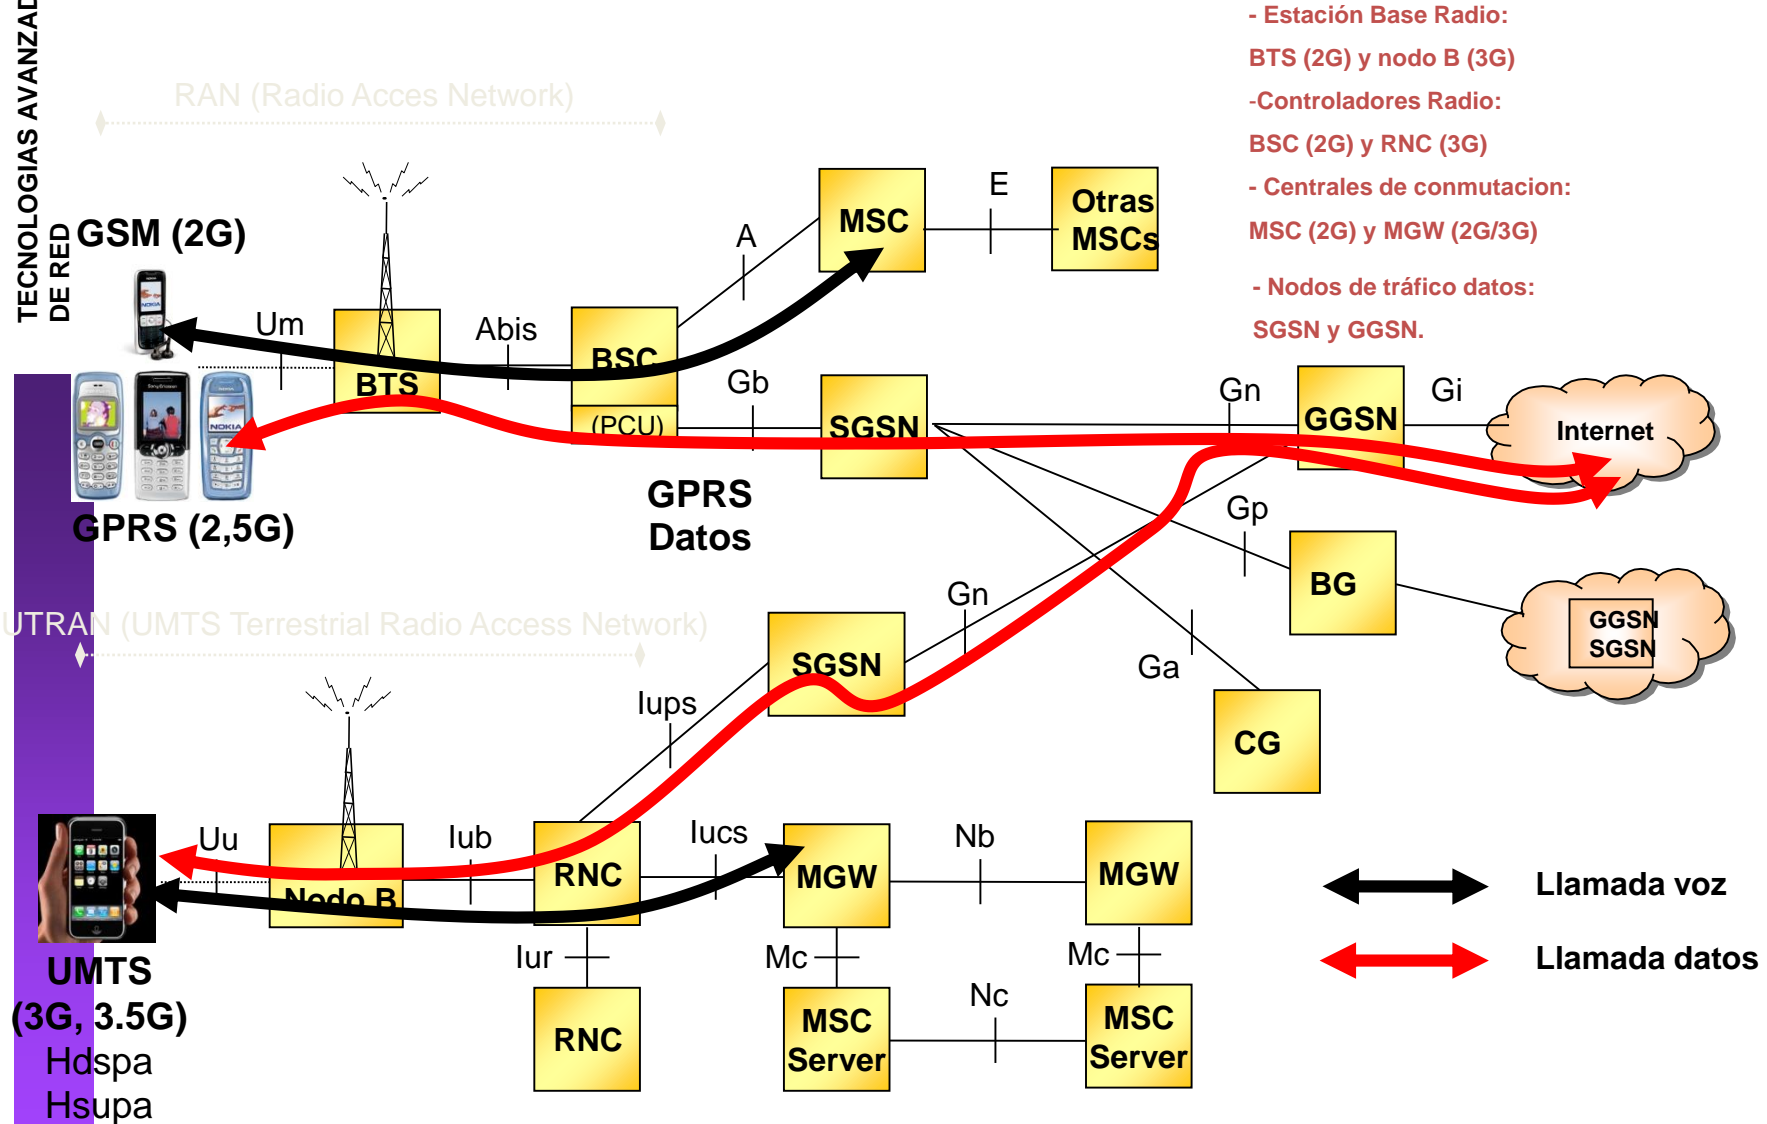 TECNOLOGIAS AVANZAD
DE RED
- Estación Base Radio:
BTS (2G) y nodo B (3G)
-Controladores Radio:
BSC (2G) y RNC (3G)
- Centrales de conmutacion:
MSC (2G) y MGW (2G/3G)
- Nodos de tráfico datos:
SGSN y GGSN.
RAN (Radio Acces Network)
GSM (2G)
Um
BTS
Abis
BSC
(PCU)
A
MSC
E
Otras
MSCs
Gb
SGSN
Gn
GGSN
Gi
Internet
GPRS (2,5G)
GPRS
Datos
Gp
BG
GGSN
SGSN
Ga
CG
UTRAN (UMTS Terrestrial Radio Access Network)
SGSN
Gn
Iups
Uu
Nodo B
Iub
RNC
Iucs
MGW
Nb
MGW
Iur
RNC
Mc
MSC
Server
Nc
Mc
MSC
Server
UMTS
(3G, 3.5G)
Hdspa
Hsupa
Llamada voz
Llamada datos